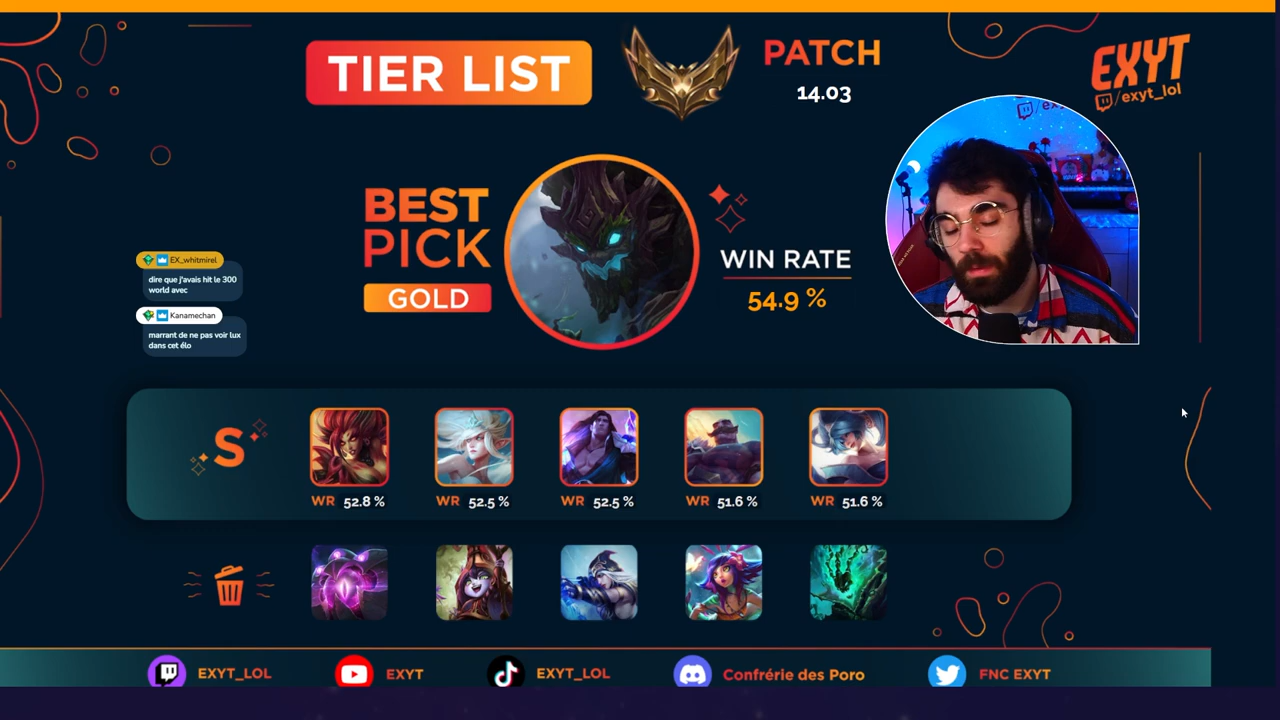 TIER LIST
PATCH
14.03
EXYT
/exyt_lol
BEST
PICK
GOLD
WIN RATE
54.9 %
EX_whitmirel
dire que j'avais hit le 300
world avec
Kanamechan
marrant de ne pas voir lux
dans cet élo
S
WR 52.8 %
WR 52.5 %
WR 52.5 %
WR 51.6 %
WR 51.6 %
EXYT_LOL
EXYT
EXYT_LOL
Confrérie des Poro
FNC EXYT